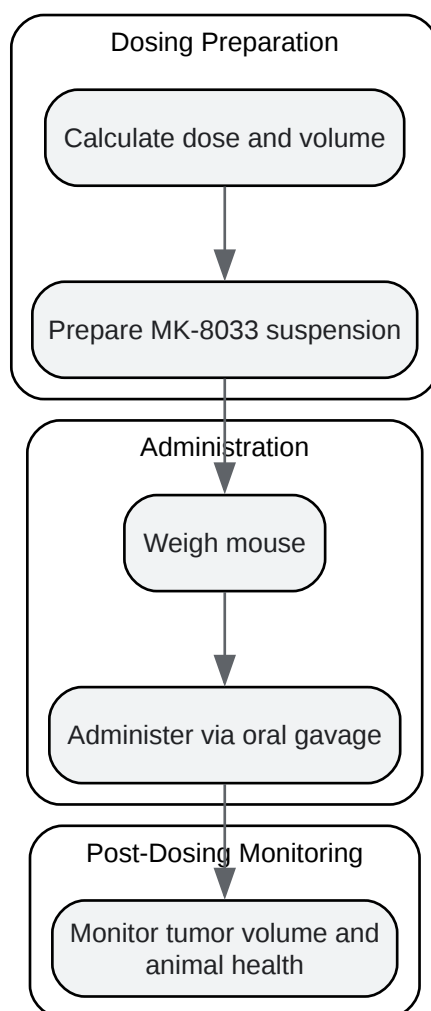 Dosing Preparation
Calculate dose and volume
Prepare MK-8033 suspension
Administration
Weigh mouse
Administer via oral gavage
Post-Dosing Monitoring
Monitor tumor volume and
animal health